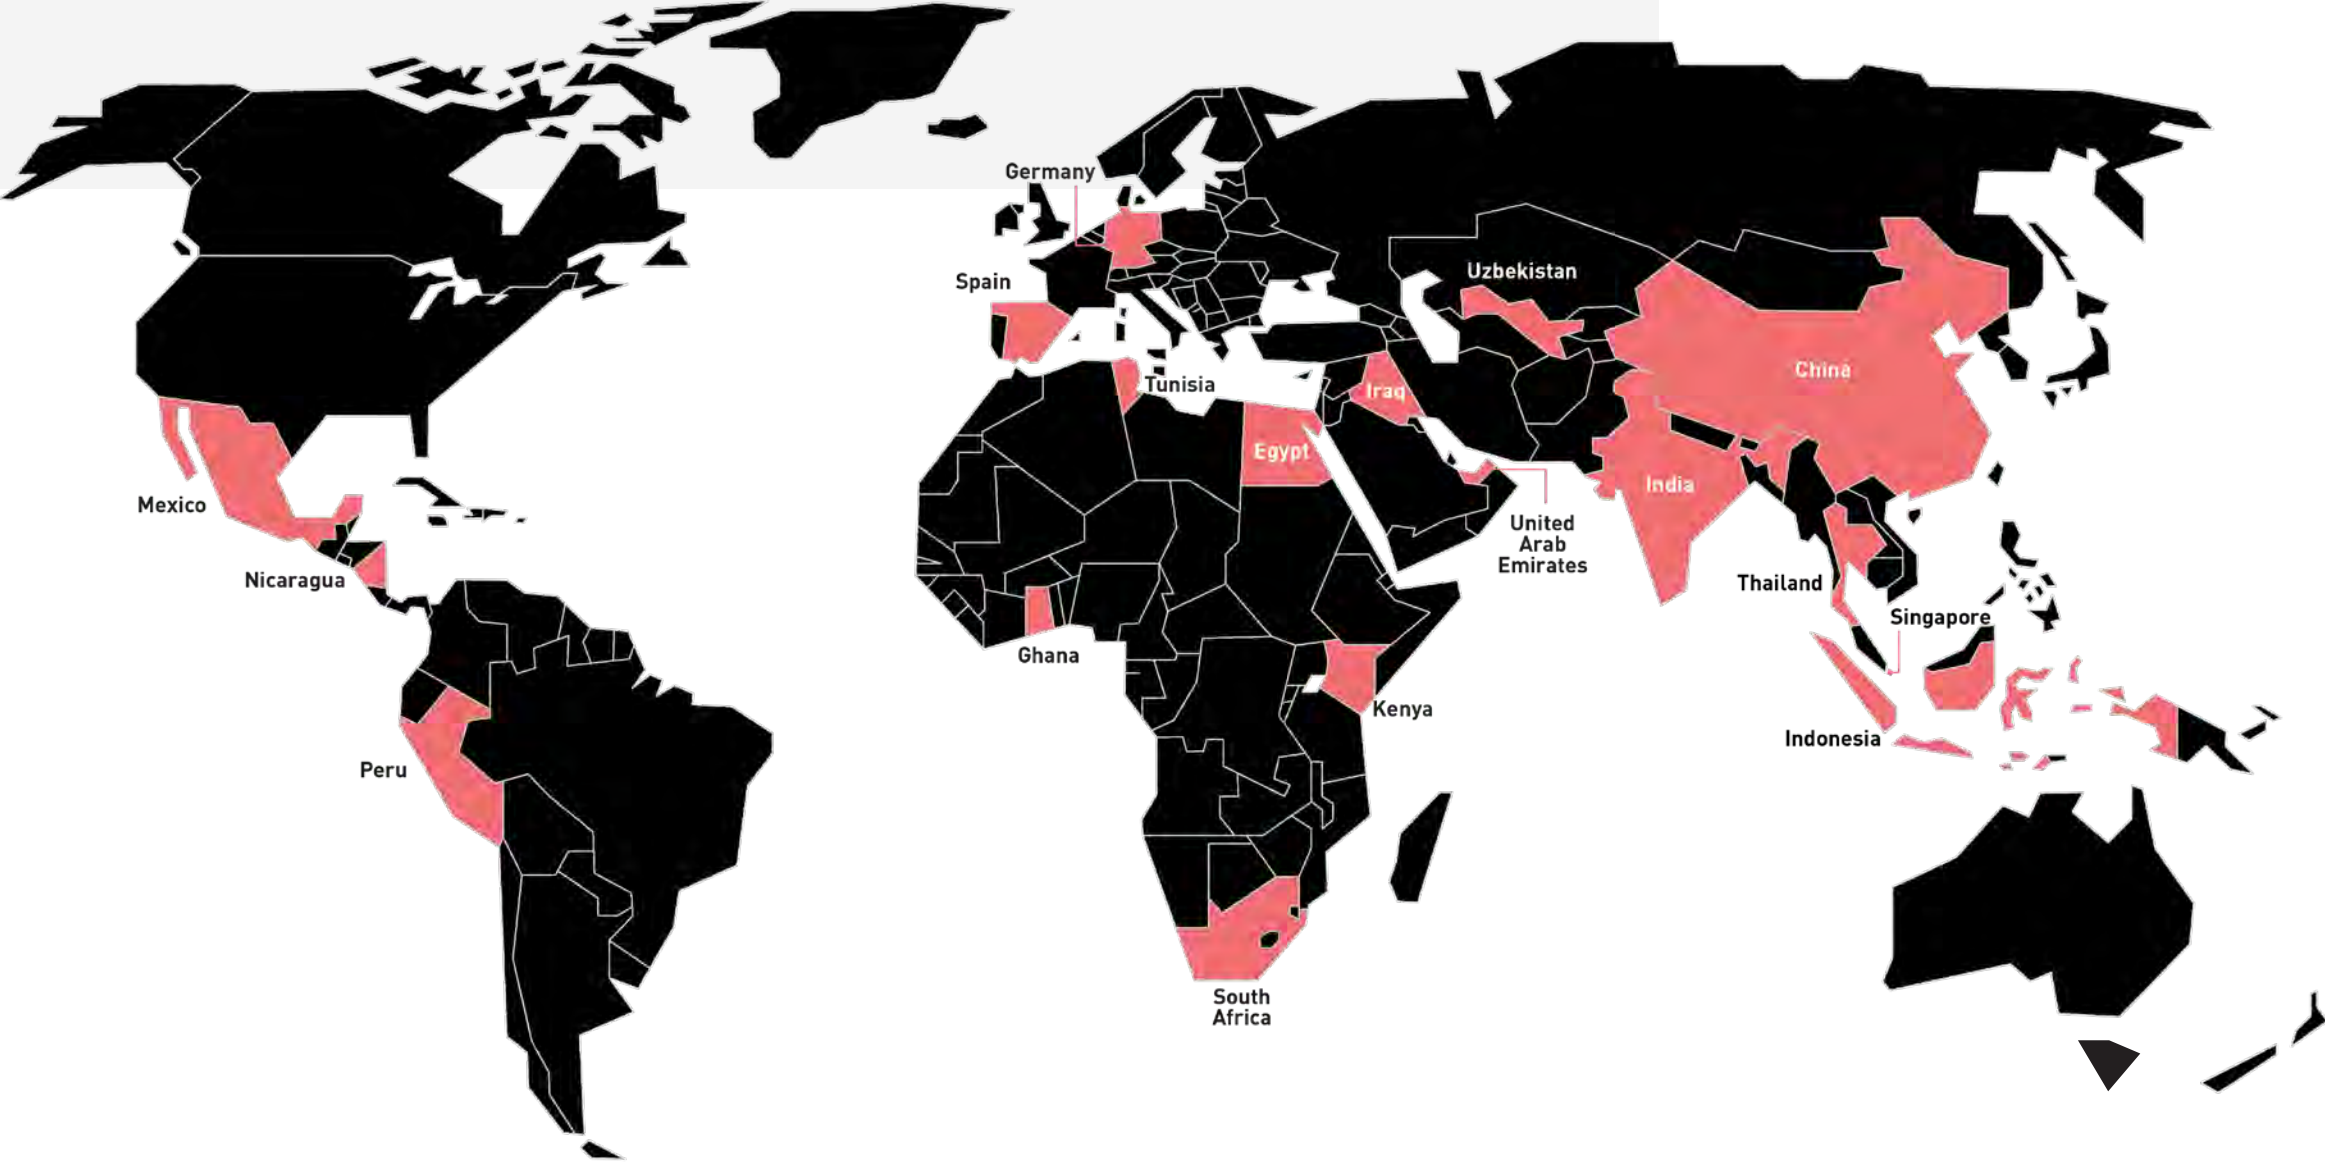 Germany
Spain
Uzbekistan
China
Tunisia
Iraq
Egypt
India
Mexico
United
Arab
Emirates
Nicaragua
Thailand
Singapore
Ghana
Kenya
Indonesia
Peru
South
Africa